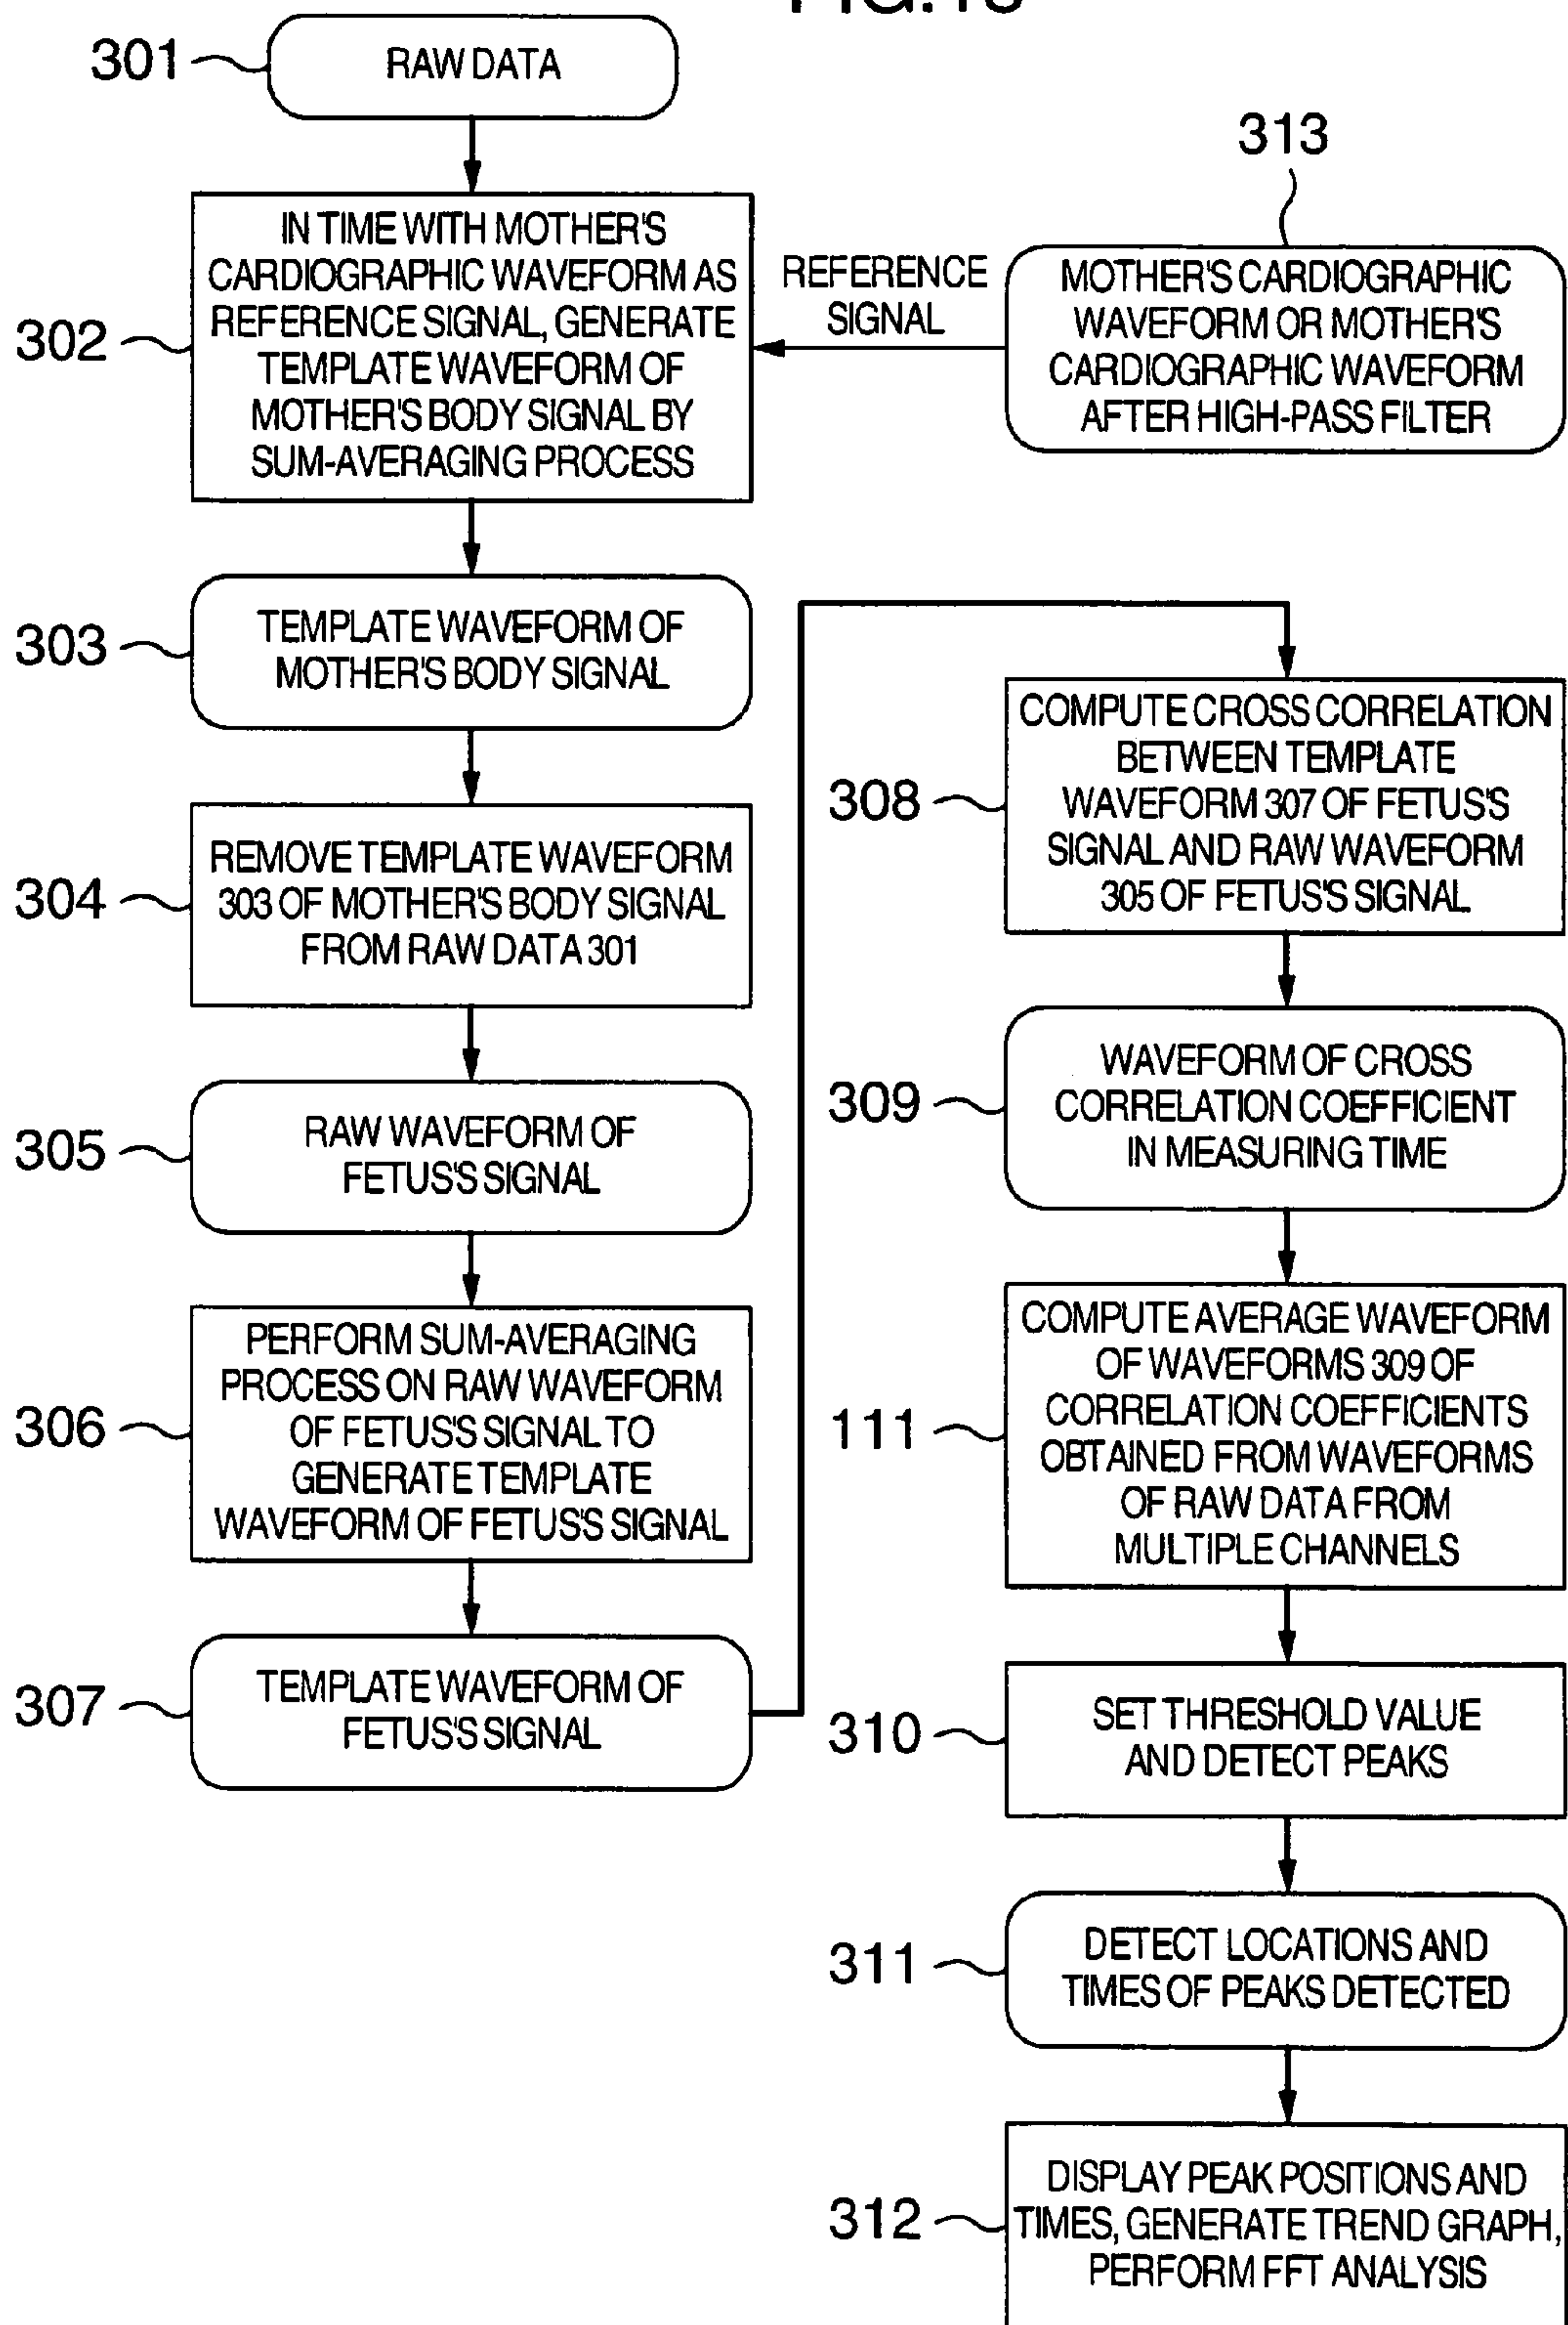 301
RAW DATA
302
IN TIME WITH MOTHER'S
CARDIOGRAPHIC WAVEFORM AS
REFERENCE SIGNAL, GENERATE
TEMPLATE WAVEFORM OF
MOTHER'S BODY SIGNAL BY
SUM-AVERAGING PROCESS
REFERENCE
SIGNAL
313
MOTHER'S CARDIOGRAPHIC
WAVEFORM OR MOTHER'S
CARDIOGRAPHIC WAVEFORM
AFTER HIGH-PASS FILTER
303
TEMPLATE WAVEFORM OF
MOTHER'S BODY SIGNAL
304
REMOVE TEMPLATE WAVEFORM
303 OF MOTHER'S BODY SIGNAL
FROM RAW DATA 301
305
RAW WAVEFORM OF
FETUS'S SIGNAL
306
PERFORM SUM-AVERAGING
PROCESS ON RAW WAVEFORM
OF FETUS'S SIGNAL TO
GENERATE TEMPLATE
WAVEFORM OF FETUS'S SIGNAL
307
TEMPLATE WAVEFORM OF
FETUS'S SIGNAL
308
COMPUTE CROSS CORRELATION
BETWEEN TEMPLATE
WAVEFORM 307 OF FETUS'S
SIGNAL AND RAW WAVEFORM
305 OF FETUS'S SIGNAL
309
WAVEFORM OF CROSS
CORRELATION COEFFICIENT
IN MEASURING TIME
111
COMPUTE AVERAGE WAVEFORM
OF WAVEFORMS 309 OF
CORRELATION COEFFICIENTS
OBTAINED FROM WAVEFORMS
OF RAW DATA FROM
MULTIPLE CHANNELS
310
SET THRESHOLD VALUE
AND DETECT PEAKS
311
DETECT LOCATIONS AND
TIMES OF PEAKS DETECTED
312
DISPLAY PEAK POSITIONS AND
TIMES, GENERATE TREND GRAPH,
PERFORM FFT ANALYSIS